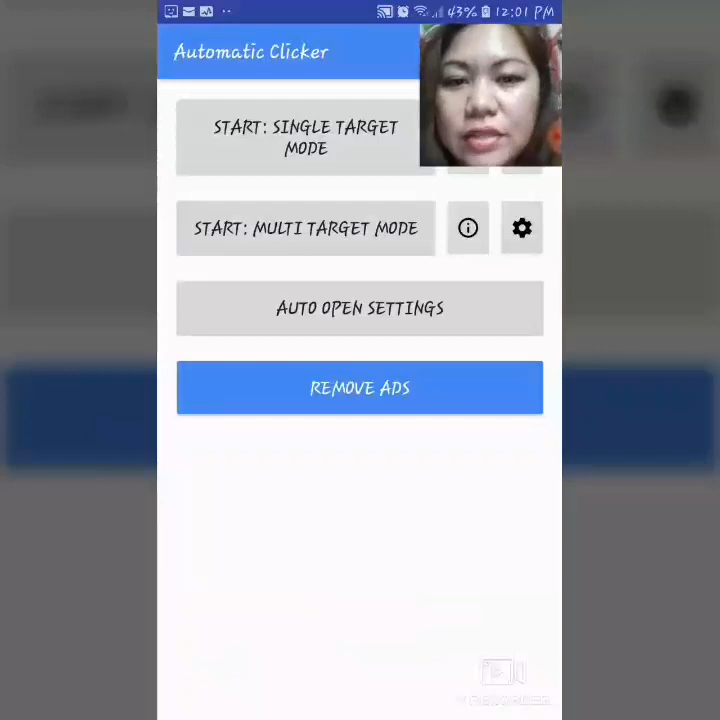 43% 12:01 PM
Automatic Clicker
START: SINGLE TARGET
MODE
START: MULTI TARGET MODE
AUTO OPEN SETTINGS
REMOVE ADS